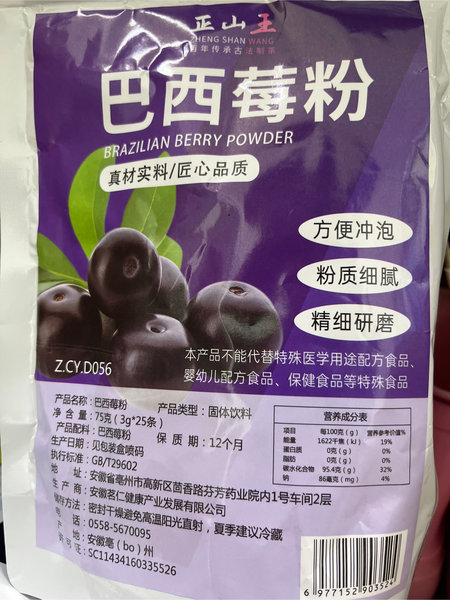 正山王
ZHENG SHAN WANG
百年传承古法制茶
巴西莓粉
BRAZILIAN BERRY POWDER
真材实料/匠心品质
方便冲泡
粉质细腻
精细研磨
Z.CY.D056
本产品不能代替特殊医学用途配方食品、
婴幼儿配方食品、保健食品等特殊食品
产品名称:巴西莓粉 产品类型:固体饮料
净 含 量:75克(3g*25条)
产品配料:巴西莓粉 保 质 期:12个月
生产日期:见包装盒喷码
执行标准:GB/T29602
地 址:安徽省亳州市高新区茴香路芬芳药业院内1号车间2层
生 产 商:安徽茗仁健康产业发展有限公司
储存方法:密封干燥避免高温阳光直射,夏季建议冷藏
电 话:0558-5670095
产 地:安徽亳(bo)州
许 可 证:SC11434160335526
营养成分表
项目 每100克(g) 营养参考价值%
能量 1622千焦(kJ) 19%
蛋白质 0克(g) 0%
脂肪 0克(g) 0%
碳水化合物 95.4克(g) 32%
钠 86毫克(mg) 4%
6 977152 903524